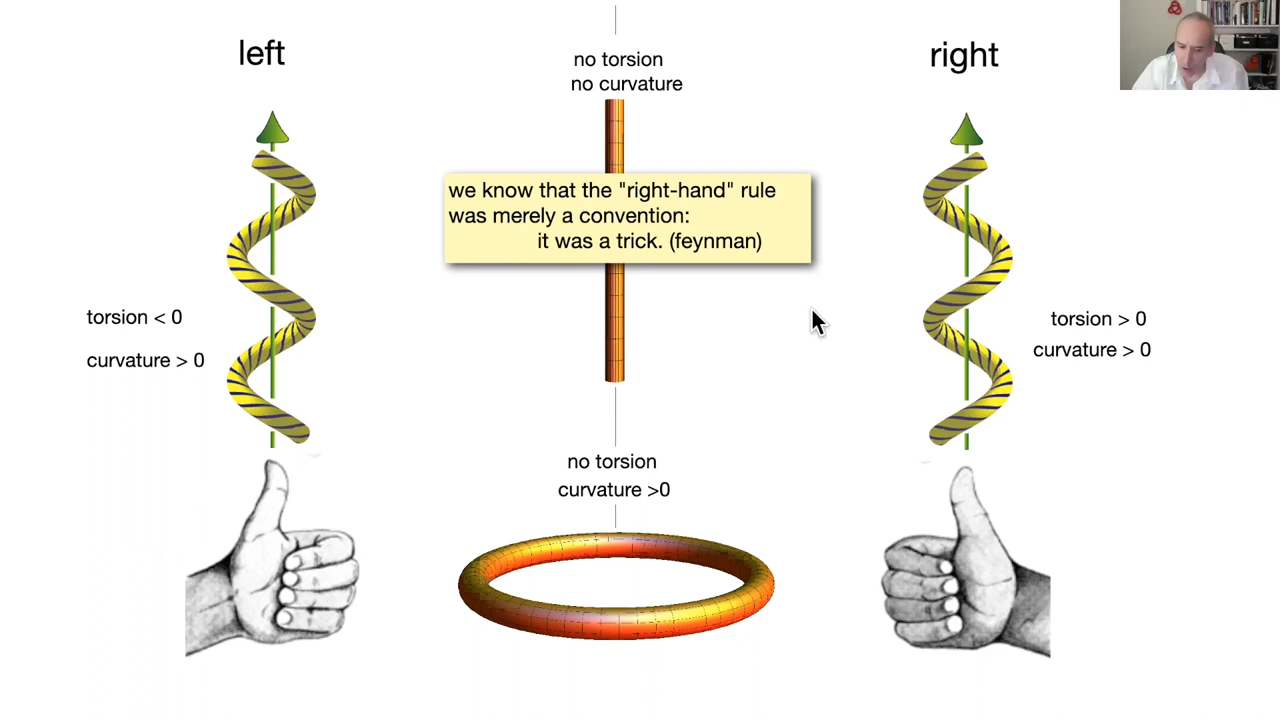 left
no torsion
no curvature
right
we know that the "right-hand" rule
was merely a convention:
it was a trick. (feynman)
torsion < 0
curvature > 0
torsion > 0
curvature > 0
no torsion
curvature >0